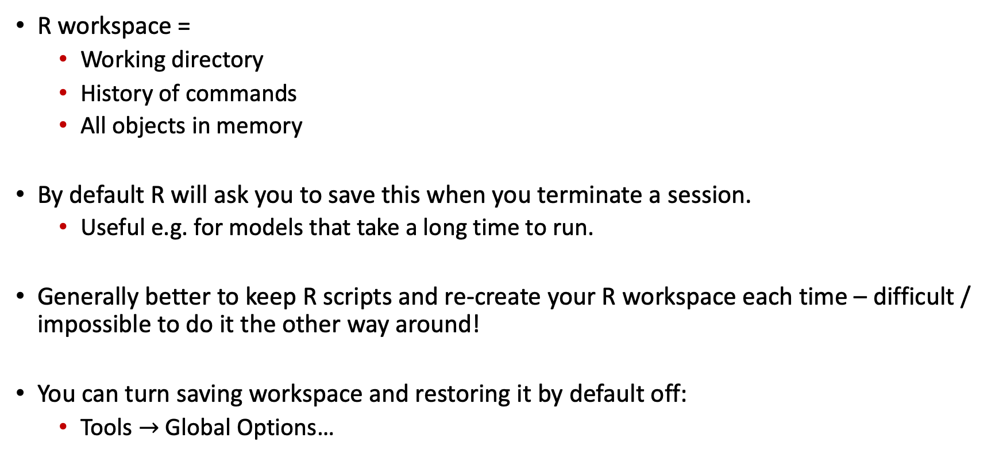 • R workspace =
• Working directory
• History of commands
• All objects in memory
• By default R will ask you to save this when you terminate a session.
• Useful e.g. for models that take a long time to run.
• Generally better to keep R scripts and re-create your R workspace each time – difficult /
impossible to do it the other way around!
• You can turn saving workspace and restoring it by default off:
• Tools → Global Options...